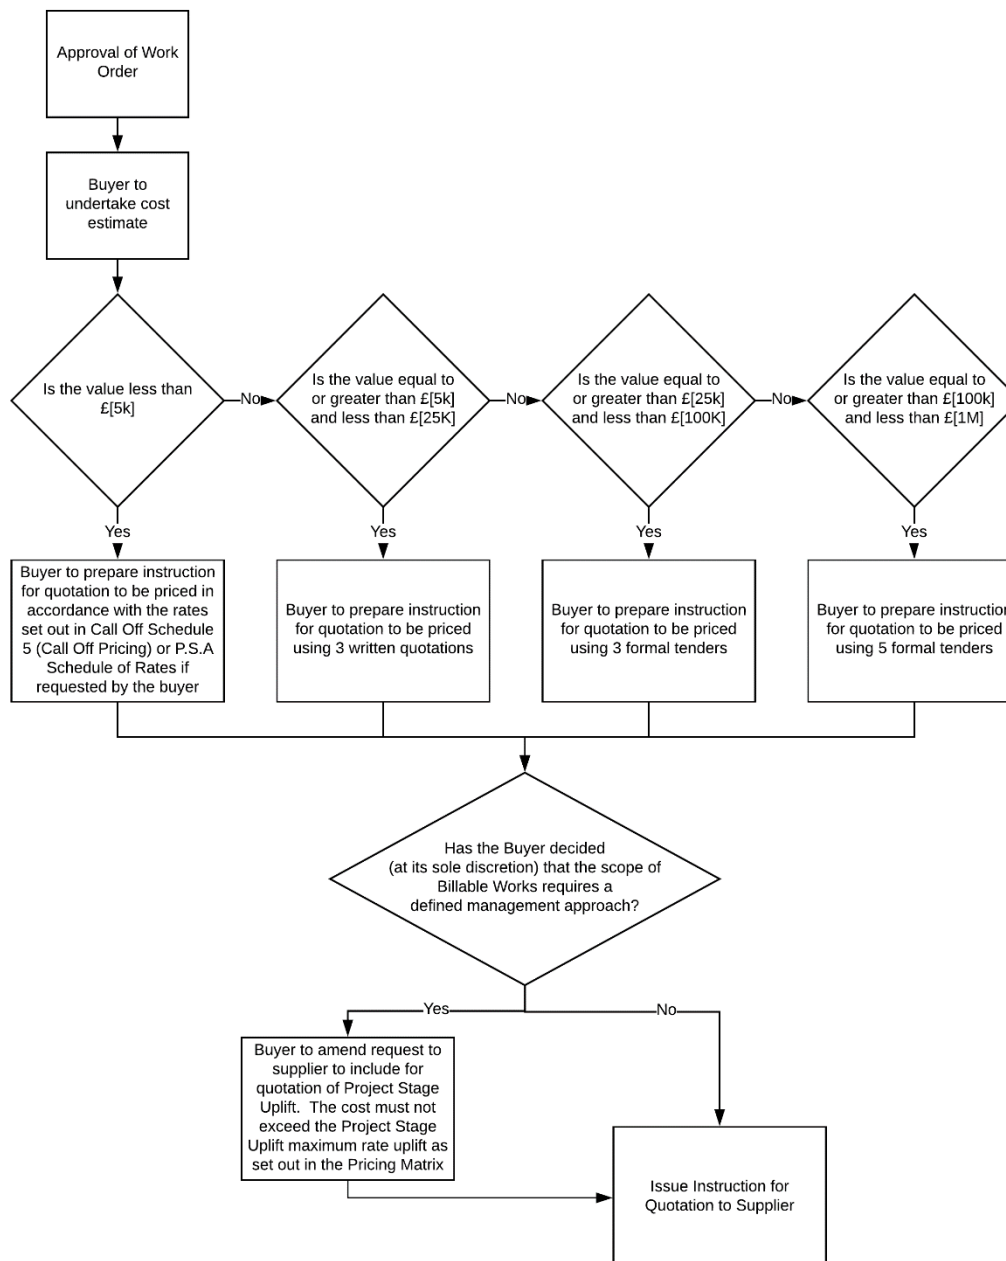 Approval of Work
Order
Buyer to
undertake cost
estimate
Is the value less than
£[5k]
No
Is the value equal to
or greater than £[5k]
and less than £[25K]
No
Is the value equal to
or greater than £[25k]
and less than £[100K]
No
Is the value equal to
or greater than £[100k]
and less than £[1M]
Yes
Yes
Yes
Yes
Buyer to prepare instruction
for quotation to be priced in
accordance with the rates
set out in Call Off Schedule
5 (Call Off Pricing) or P.S.A
Schedule of Rates if
requested by the buyer
Buyer to prepare instruction
for quotation to be priced
using 3 written quotations
Buyer to prepare instruction
for quotation to be priced
using 3 formal tenders
Buyer to prepare instruction
for quotation to be priced
using 5 formal tenders
Has the Buyer decided
(at its sole discretion) that the scope of
Billable Works requires a
defined management approach?
Yes
No
Buyer to amend request to
supplier to include for
quotation of Project Stage
Uplift. The cost must not
exceed the Project Stage
Uplift maximum rate uplift as
set out in the Pricing Matrix
Issue Instruction for
Quotation to Supplier